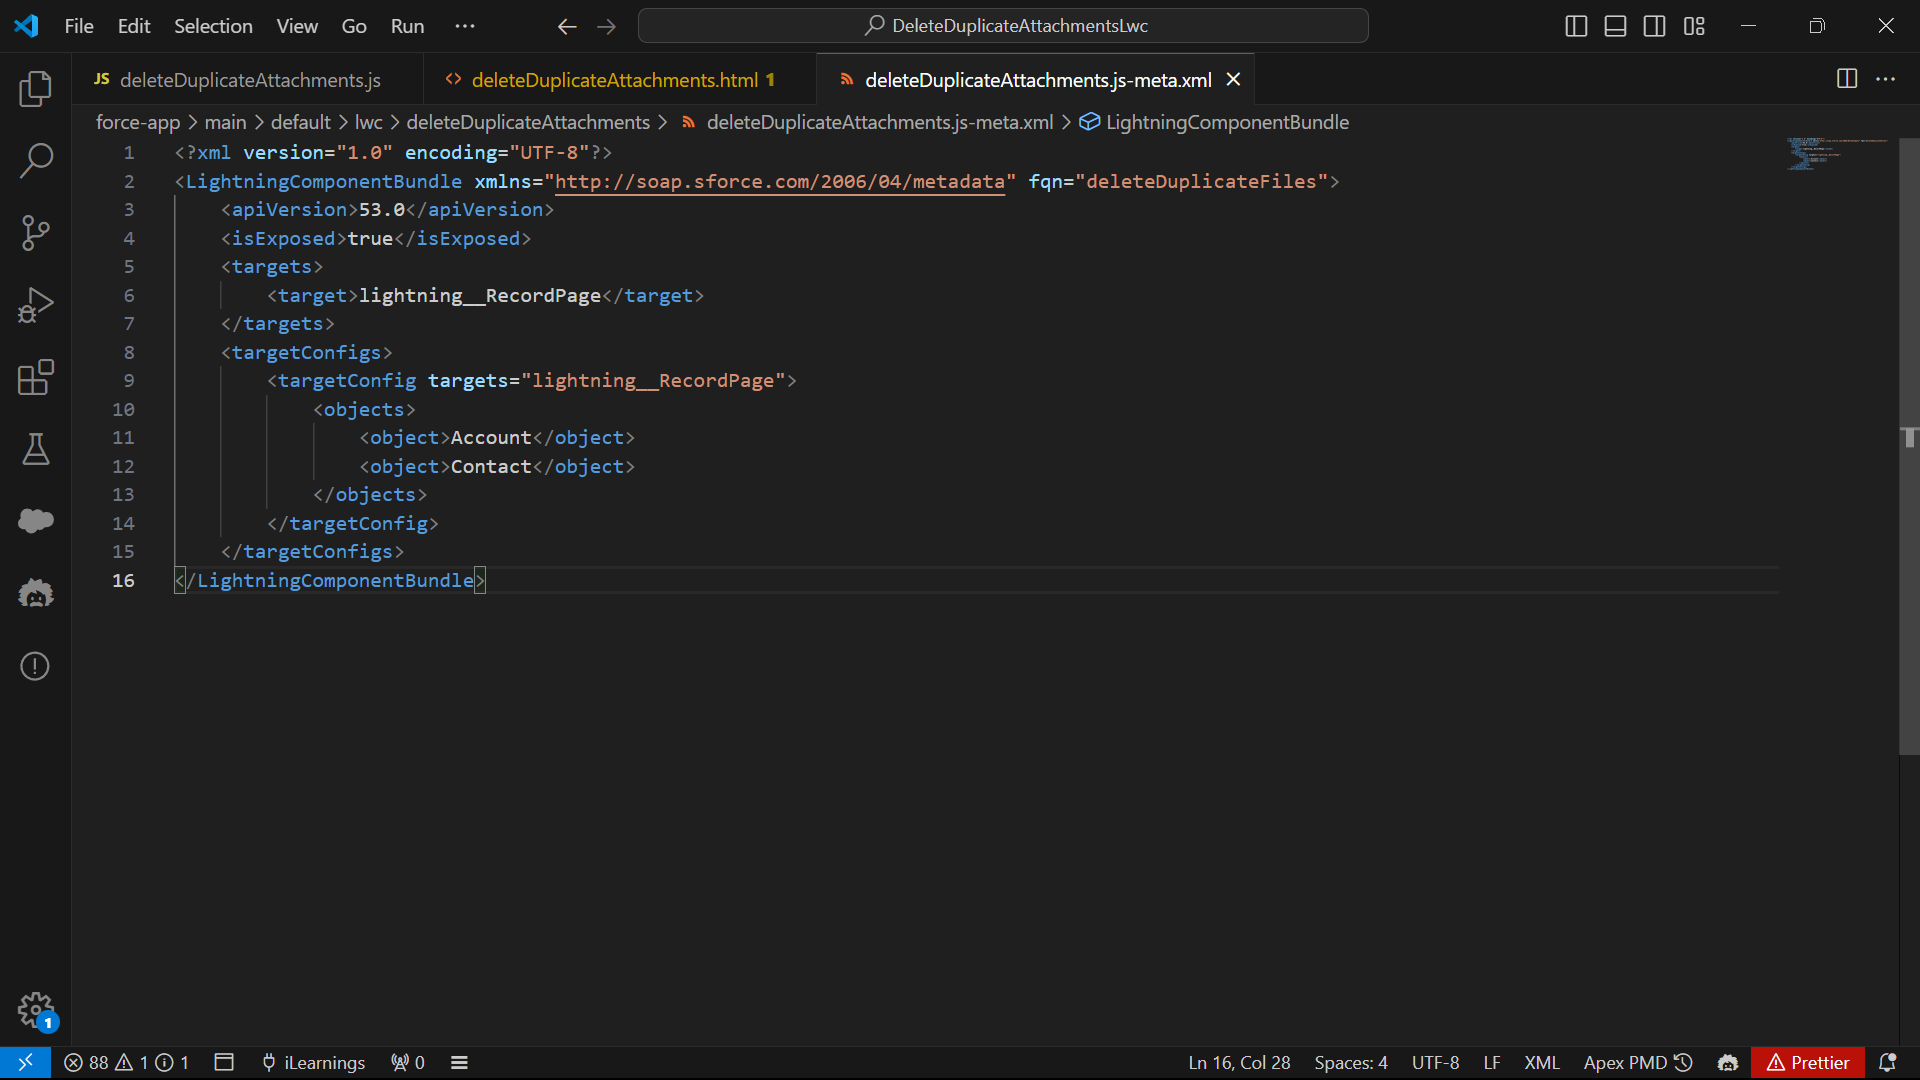 File Edit Selection View Go Run ··· DeleteDuplicateAttachmentsLwc
JS deleteDuplicateAttachments.js <> deleteDuplicateAttachments.html 1 deleteDuplicateAttachments.js-meta.xml
force-app > main > default > lwc > deleteDuplicateAttachments > deleteDuplicateAttachments.js-meta.xml > LightningComponentBundle
1 <?xml version="1.0" encoding="UTF-8"?>
2 <LightningComponentBundle xmlns="http://soap.sforce.com/2006/04/metadata" fqn="deleteDuplicateFiles">
3 <apiVersion>53.0</apiVersion>
4 <isExposed>true</isExposed>
5 <targets>
6 <target>lightning__RecordPage</target>
7 </targets>
8 <targetConfigs>
9 <targetConfig targets="lightning__RecordPage">
10 <objects>
11 <object>Account</object>
12 <object>Contact</object>
13 </objects>
14 </targetConfig>
15 </targetConfigs>
16 </LightningComponentBundle>
1
88 1 1 iLearnings 0 Ln 16, Col 28 Spaces: 4 UTF-8 LF XML Apex PMD Prettier